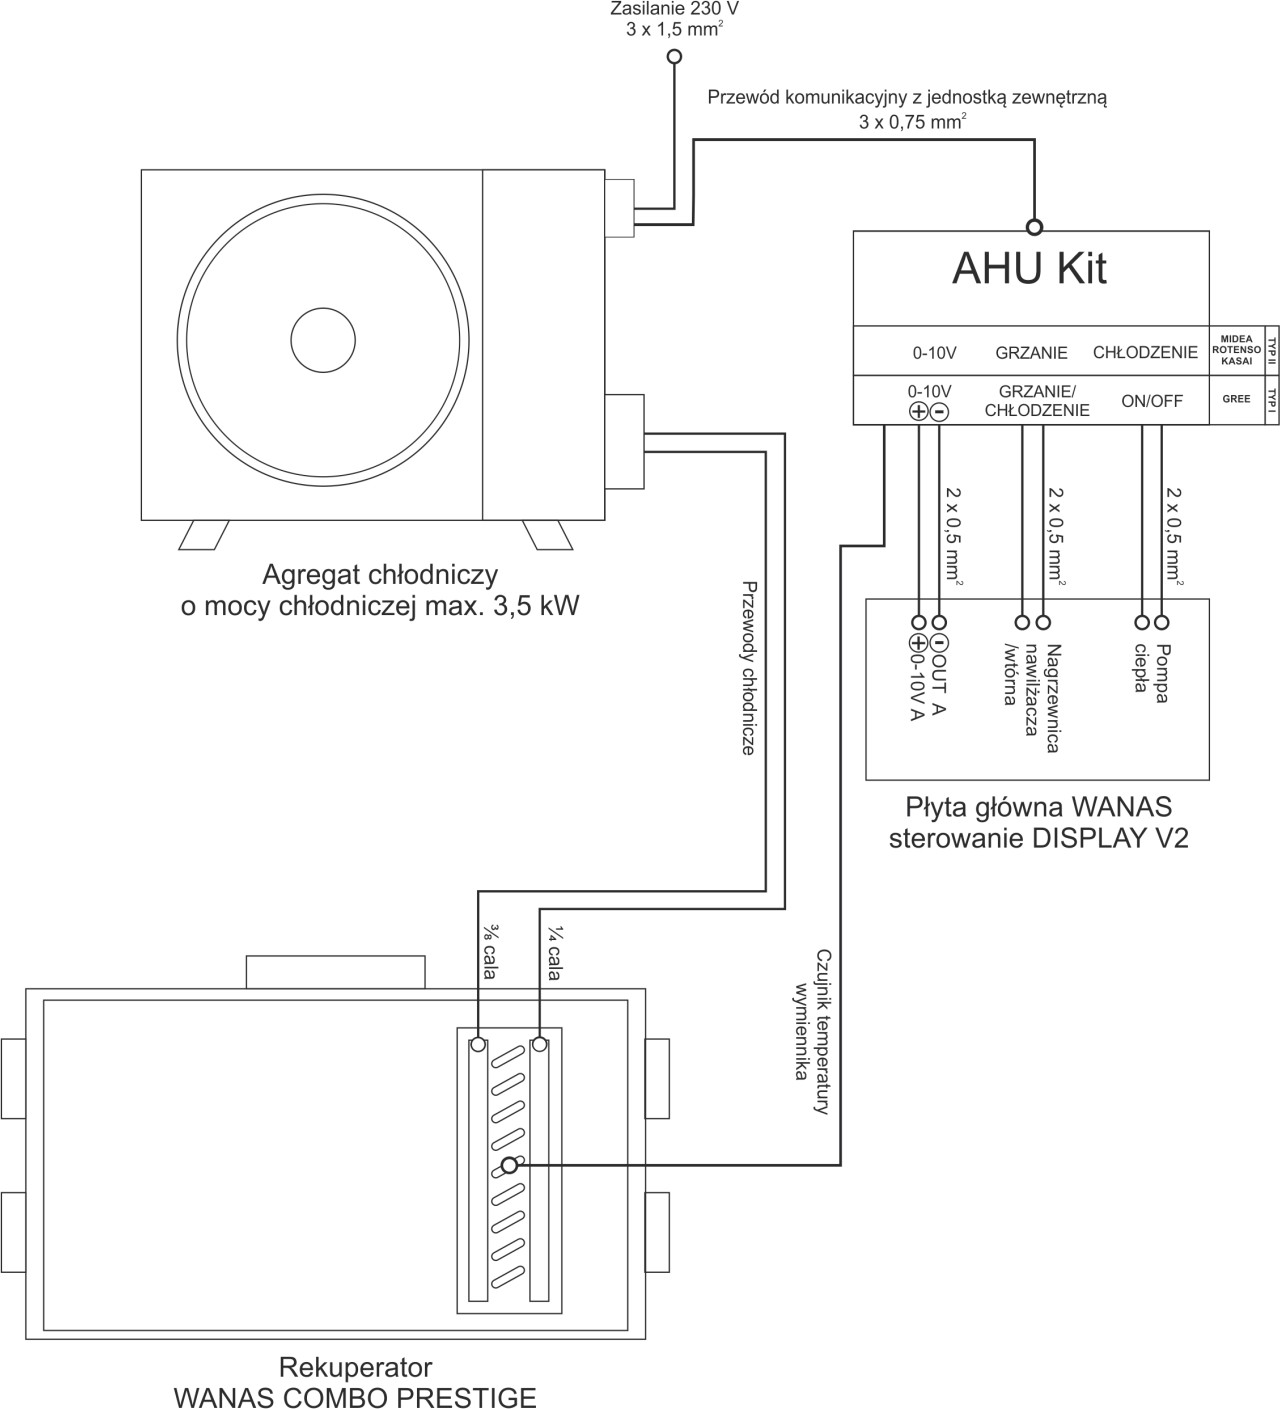 Zasilanie 230 V
3 x 1,5 mm²
Przewód komunikacyjny z jednostką zewnętrzną
3 x 0,75 mm²
AHU Kit
0-10V GRZANIE CHŁODZENIE
MIDEA
ROTENSO
KASAI
TYP II
0-10V
+ -
GRZANIE/
CHŁODZENIE
ON/OFF
GREE
TYP I
2 x 0,5 mm²
2 x 0,5 mm²
2 x 0,5 mm²
Agregat chłodniczy
o mocy chłodniczej max. 3,5 kW
Przewody chłodnicze
- OUT A
+ 0-10V A
Nagrzewnica
nawilżacza
/wtórna
Pompa
ciepła
Płyta główna WANAS
sterowanie DISPLAY V2
⅜ cala
¼ cala
Czujnik temperatury
wymiennika
Rekuperator
WANAS COMBO PRESTIGE